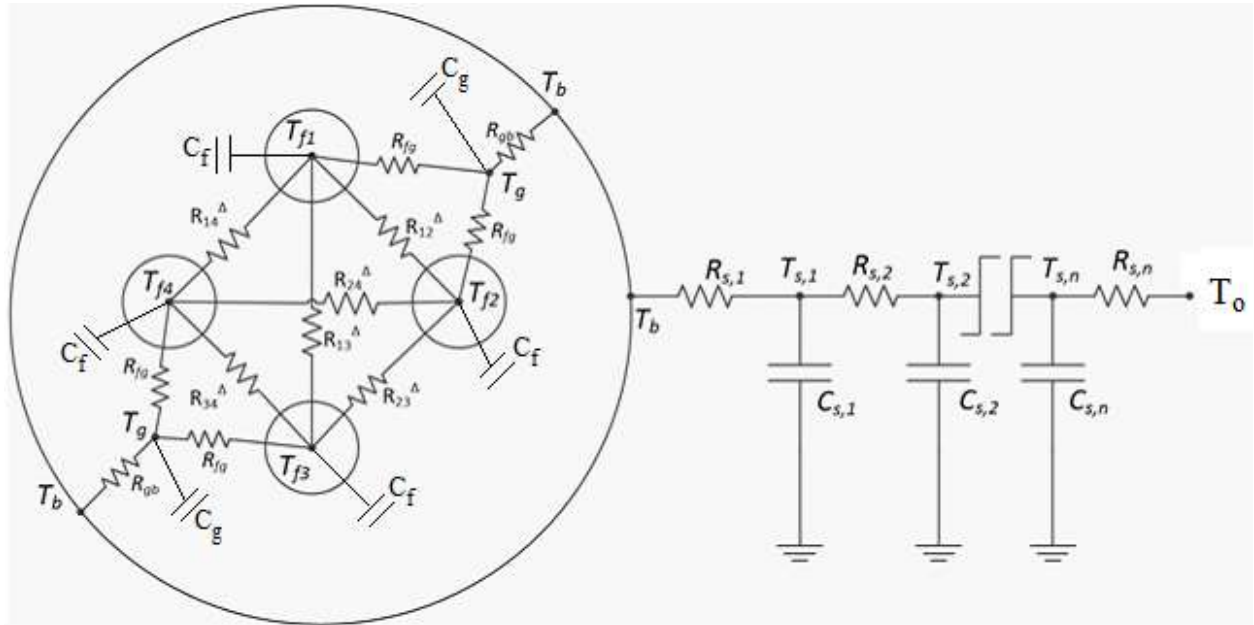 C_g
T_b
T_f1
C_f
R_fg
R_gb
T_g
R_14^Δ
R_12^Δ
R_fg
T_f4
R_24^Δ
T_f2
C_f
R_fg
R_13^Δ
C_f
R_34^Δ
R_23^Δ
T_g
R_fg
T_f3
R_gb
T_b
C_g
C_f
T_b
R_s,1
T_s,1
R_s,2
T_s,2
T_s,n
R_s,n
T_o
C_s,1
C_s,2
C_s,n